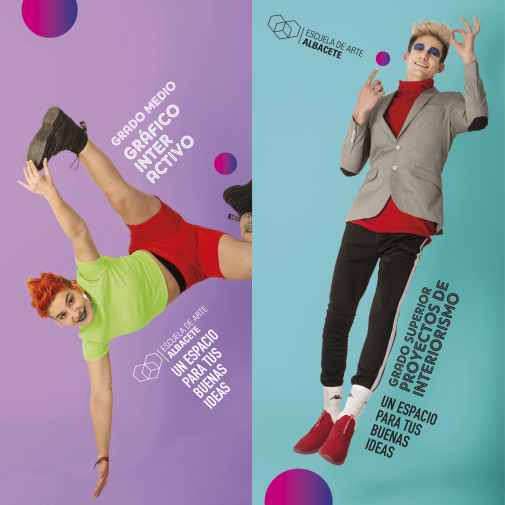 GRADO MEDIO
GRÁFICO
INTER
ACTIVO
ESCUELA DE ARTE
ALBACETE
UN ESPACIO
PARA TUS
BUENAS
IDEAS
ESCUELA DE ARTE
ALBACETE
GRADO SUPERIOR
PROYECTOS DE
INTERIORISMO
UN ESPACIO
PARA TUS
BUENAS
IDEAS